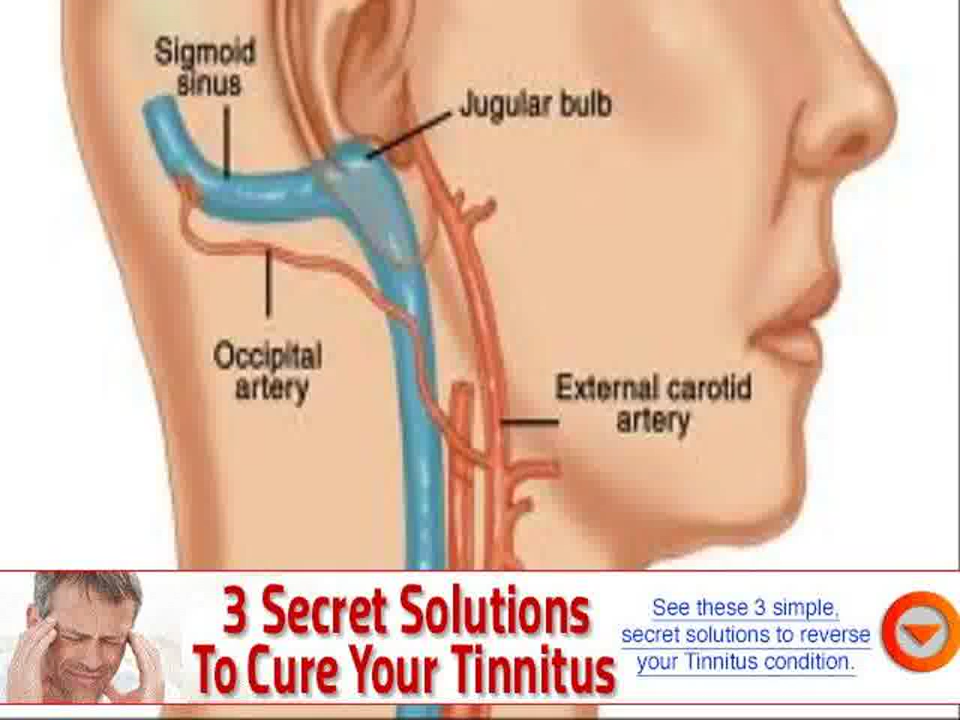 Sigmoid
sinus
Jugular bulb
Occipital
artery
External carotid
artery
3 Secret Solutions
To Cure Your Tinnitus
See these 3 simple,
secret solutions to reverse
your Tinnitus condition.